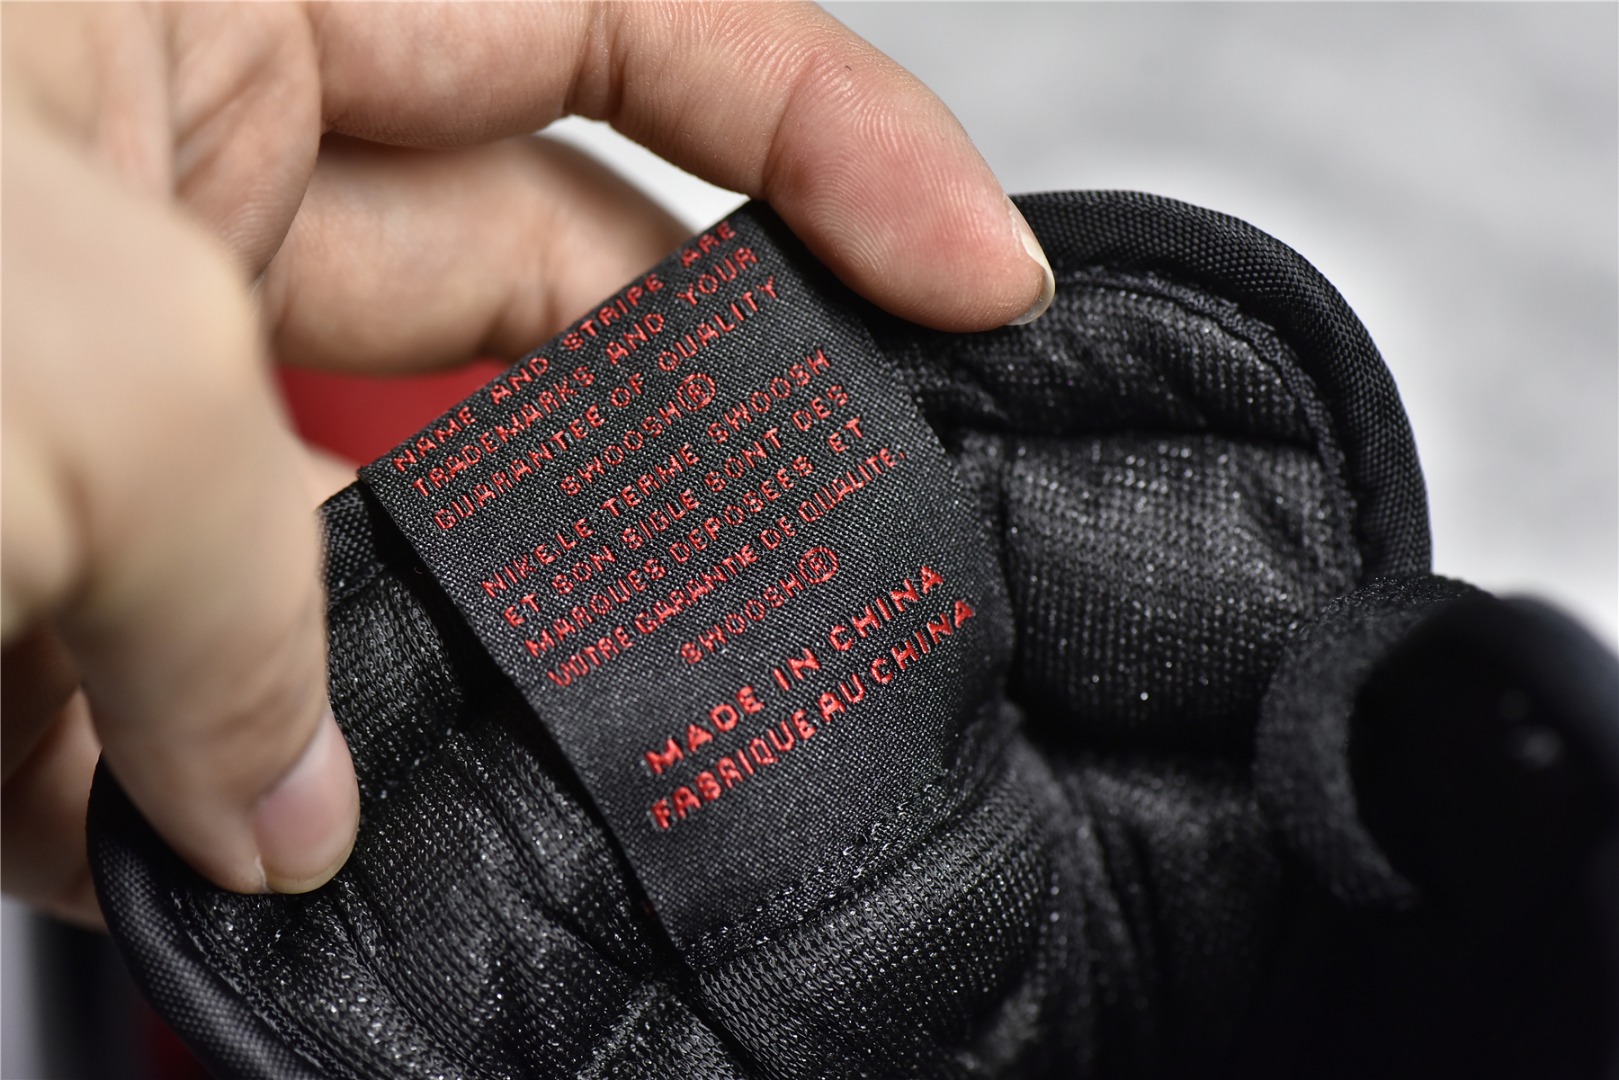 NAME AND STRIPE ARE
TRADEMARKS AND YOUR
GUARANTEE OF QUALITY
SWOOSH®
NIKE.LE TERME SWOOSH
ET SON SIGLE SONT DES
MARQUES DEPOSEES ET
VOTRE GARANTIE DE QUALITE.
SWOOSH®
MADE IN CHINA
FABRIQUE AU CHINA